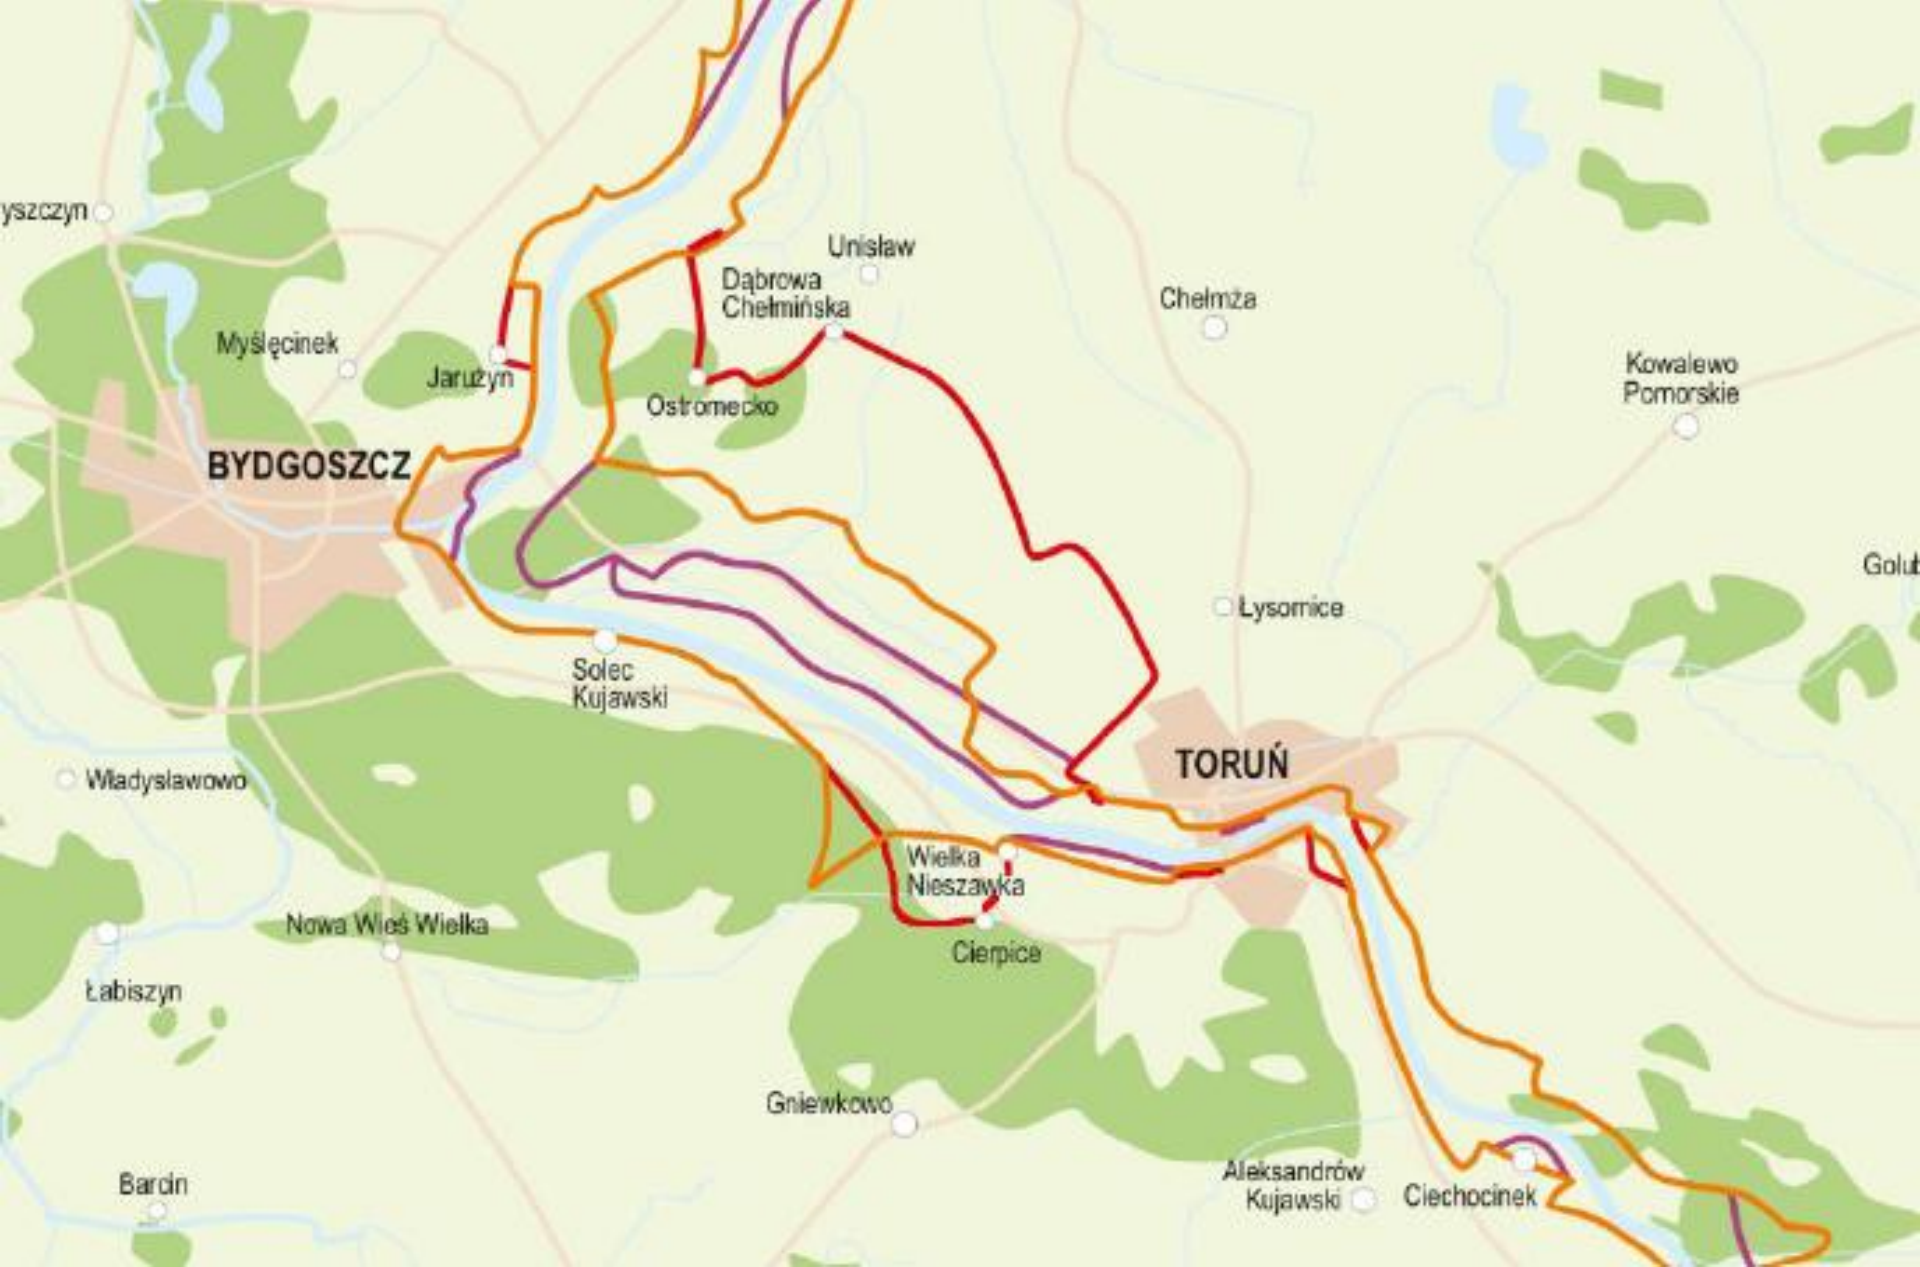 yszczyn
Unisław
Dąbrowa
Chełmińska
Chełmża
Myślęcinek
Jarużyn
Kowalewo
Pomorskie
Ostromecko
BYDGOSZCZ
Golub
Łysomice
Solec
Kujawski
TORUŃ
Władysławowo
Wielka
Nieszawka
Nowa Wieś Wielka
Cierpice
Łabiszyn
Gniewkowo
Barcin
Aleksandrów
Kujawski
Ciechocinek